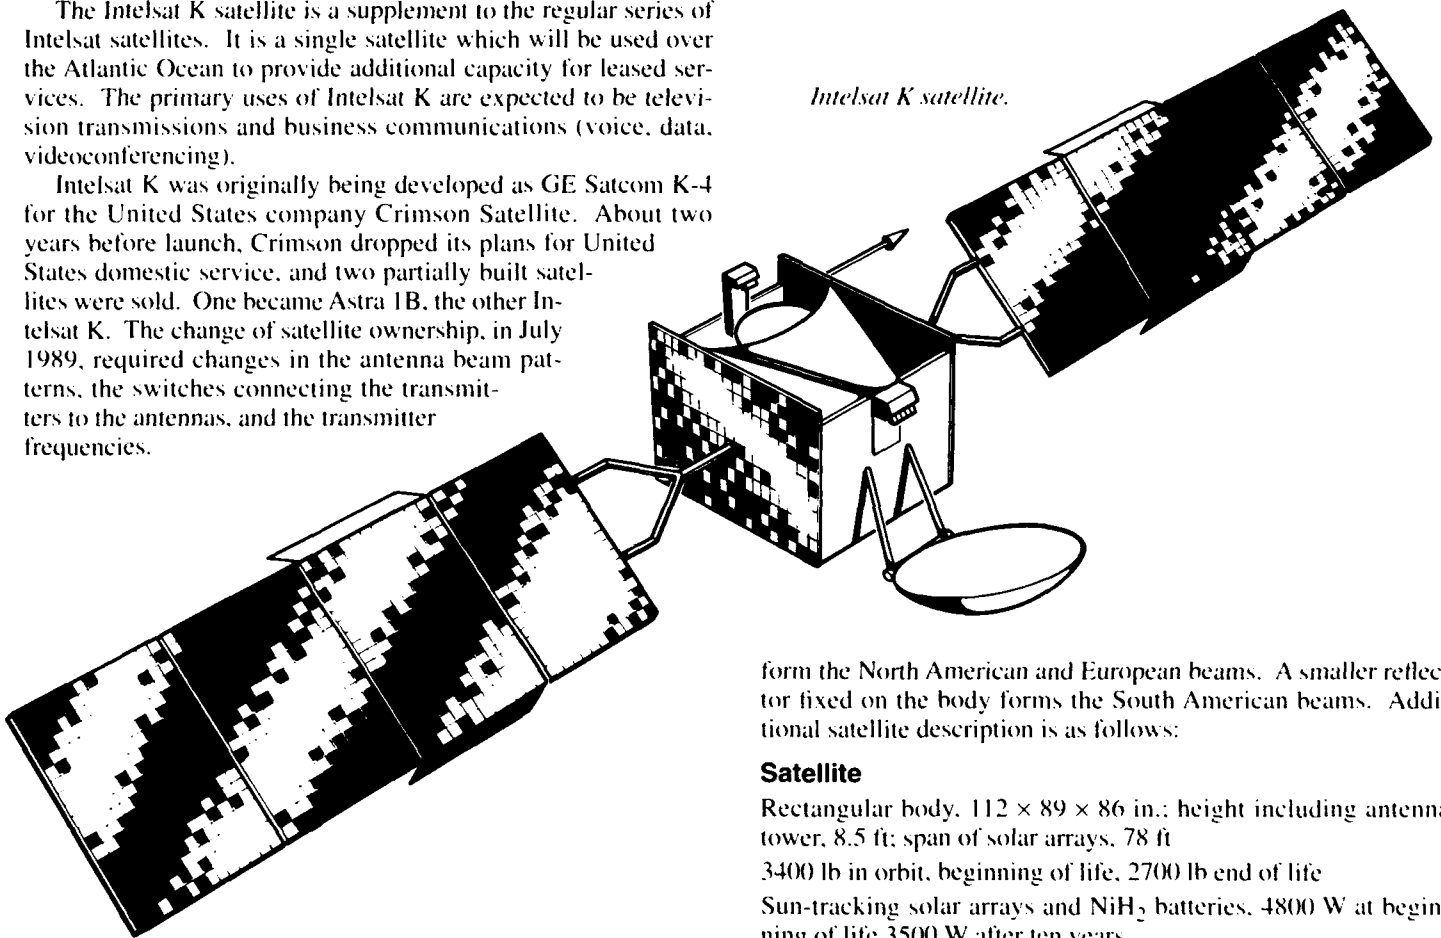 The Intelsat K satellite is a supplement to the regular series of
Intelsat satellites. It is a single satellite which will be used over
the Atlantic Ocean to provide additional capacity for leased ser-
vices. The primary uses of Intelsat K are expected to be televi-
sion transmissions and business communications (voice, data,
videoconferencing).
Intelsat K was originally being developed as GE Satcom K-4
for the United States company Crimson Satellite. About two
years before launch, Crimson dropped its plans for United
States domestic service, and two partially built satel-
lites were sold. One became Astra 1B, the other In-
telsat K. The change of satellite ownership, in July
1989, required changes in the antenna beam pat-
terns, the switches connecting the transmit-
ters to the antennas, and the transmitter
frequencies.
Intelsat K satellite.
form the North American and European beams. A smaller reflec
tor fixed on the body forms the South American beams. Addi
tional satellite description is as follows:
Satellite
Rectangular body, 112 × 89 × 86 in.; height including antenna
tower, 8.5 ft; span of solar arrays, 78 ft
3400 lb in orbit, beginning of life, 2700 lb end of life
Sun-tracking solar arrays and NiH₂ batteries, 4800 W at begin
ning of life 3500 W after ten years